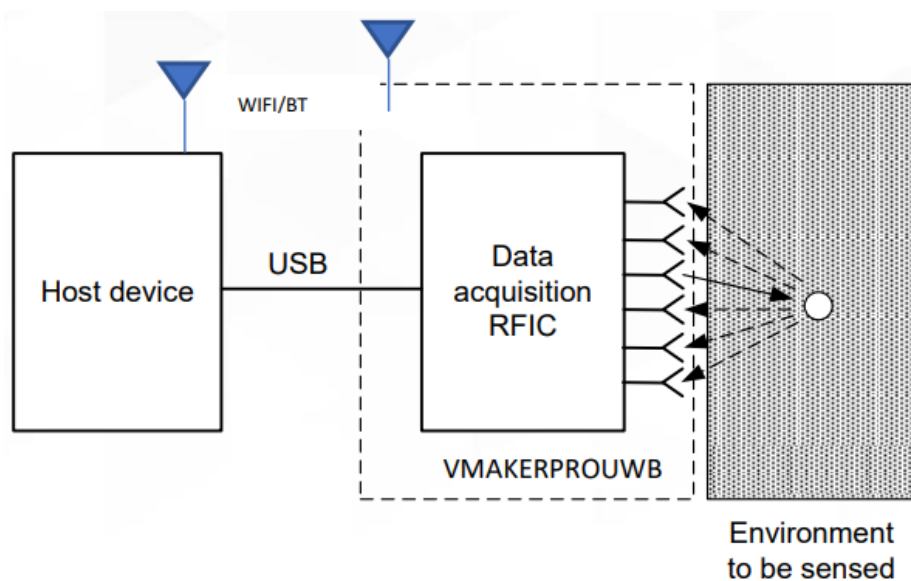 WIFI/BT
Host device
USB
Data
acquisition
RFIC
VMAKERPROUWB
Environment
to be sensed